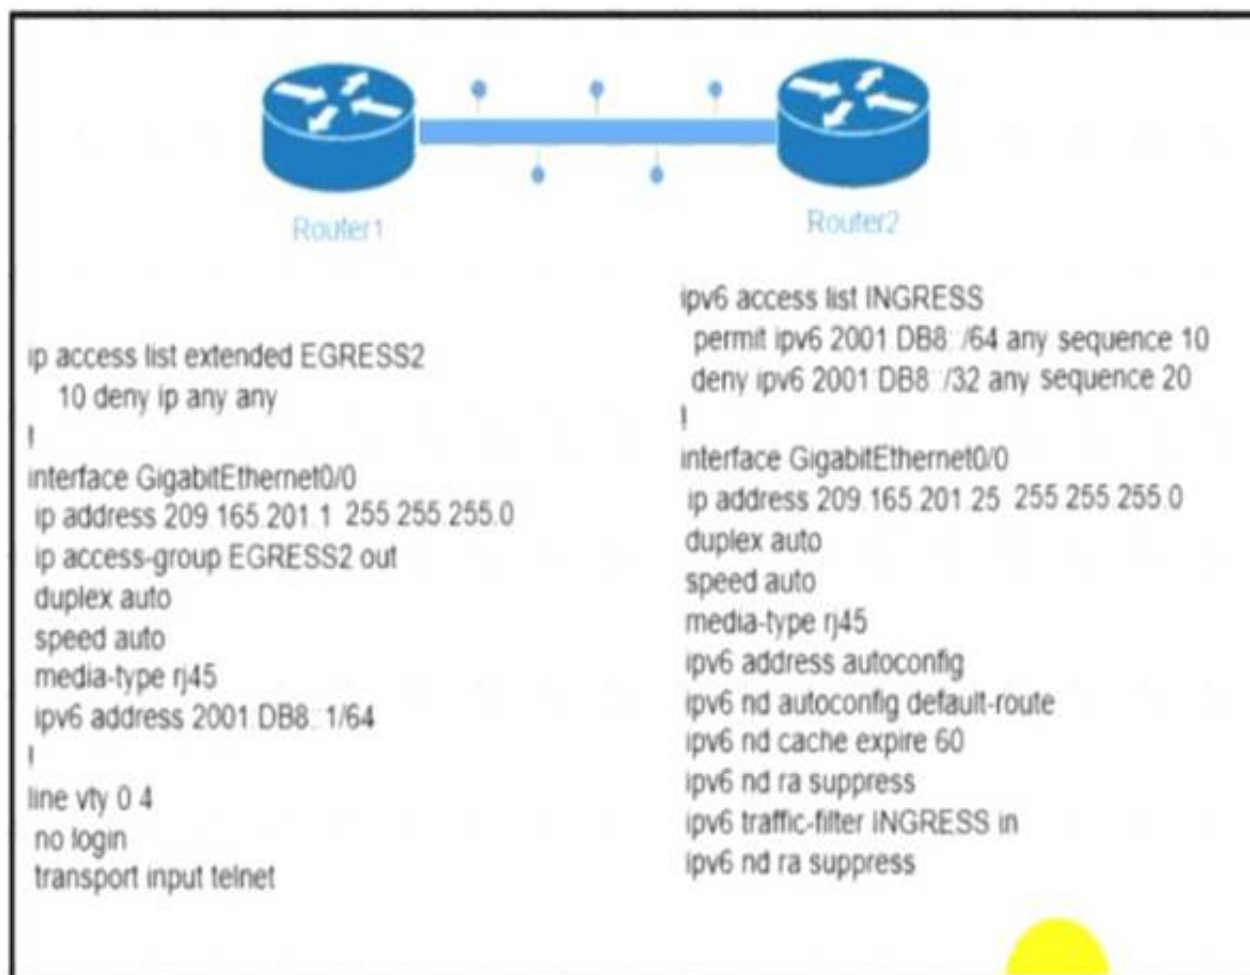 Router1
Router2
ip access list extended EGRESS2
10 deny ip any any
!
interface GigabitEthernet0/0
ip address 209.165.201.1 255.255.255.0
ip access-group EGRESS2 out
duplex auto
speed auto
media-type rj45
ipv6 address 2001:DB8::1/64
!
line vty 0 4
no login
transport input telnet
ipv6 access list INGRESS
permit ipv6 2001:DB8::/64 any sequence 10
deny ipv6 2001:DB8::/32 any sequence 20
!
interface GigabitEthernet0/0
ip address 209.165.201.25 255.255.255.0
duplex auto
speed auto
media-type rj45
ipv6 address autoconfig
ipv6 nd autoconfig default-route
ipv6 nd cache expire 60
ipv6 nd ra suppress
ipv6 traffic-filter INGRESS in
ipv6 nd ra suppress